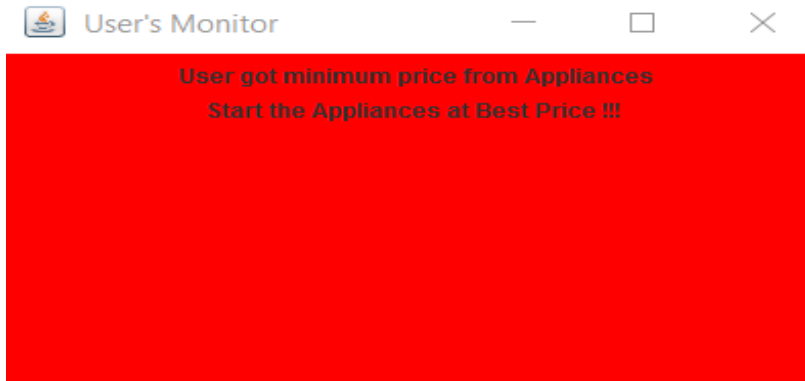 User's Monitor
User got minimum price from Appliances
Start the Appliances at Best Price !!!